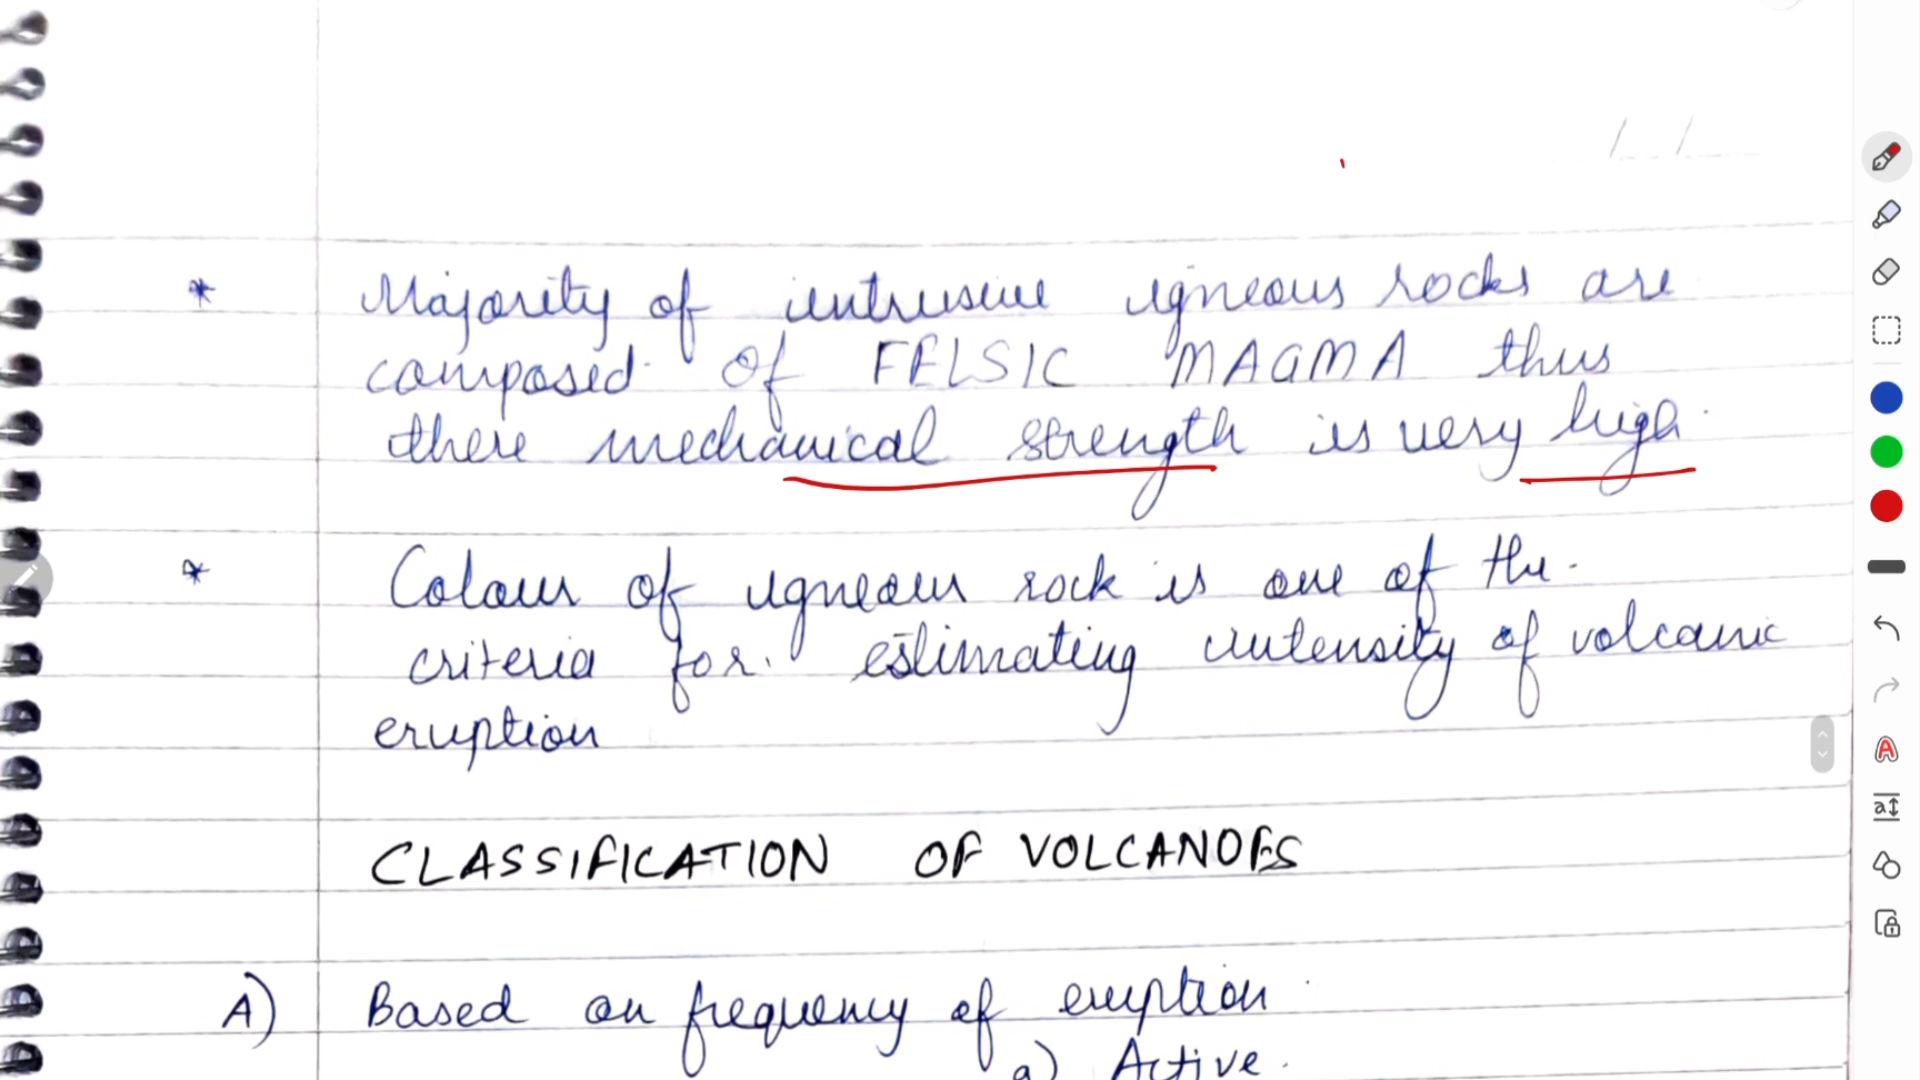 * Majority of intrusive igneous rocks are
composed of FELSIC MAGMA thus
there mechanical strength is very high.
* Colour of igneous rock is one of the
criteria for estimating intensity of volcanic
eruption
CLASSIFICATION OF VOLCANOES
A) Based on frequency of eruption
a) Active